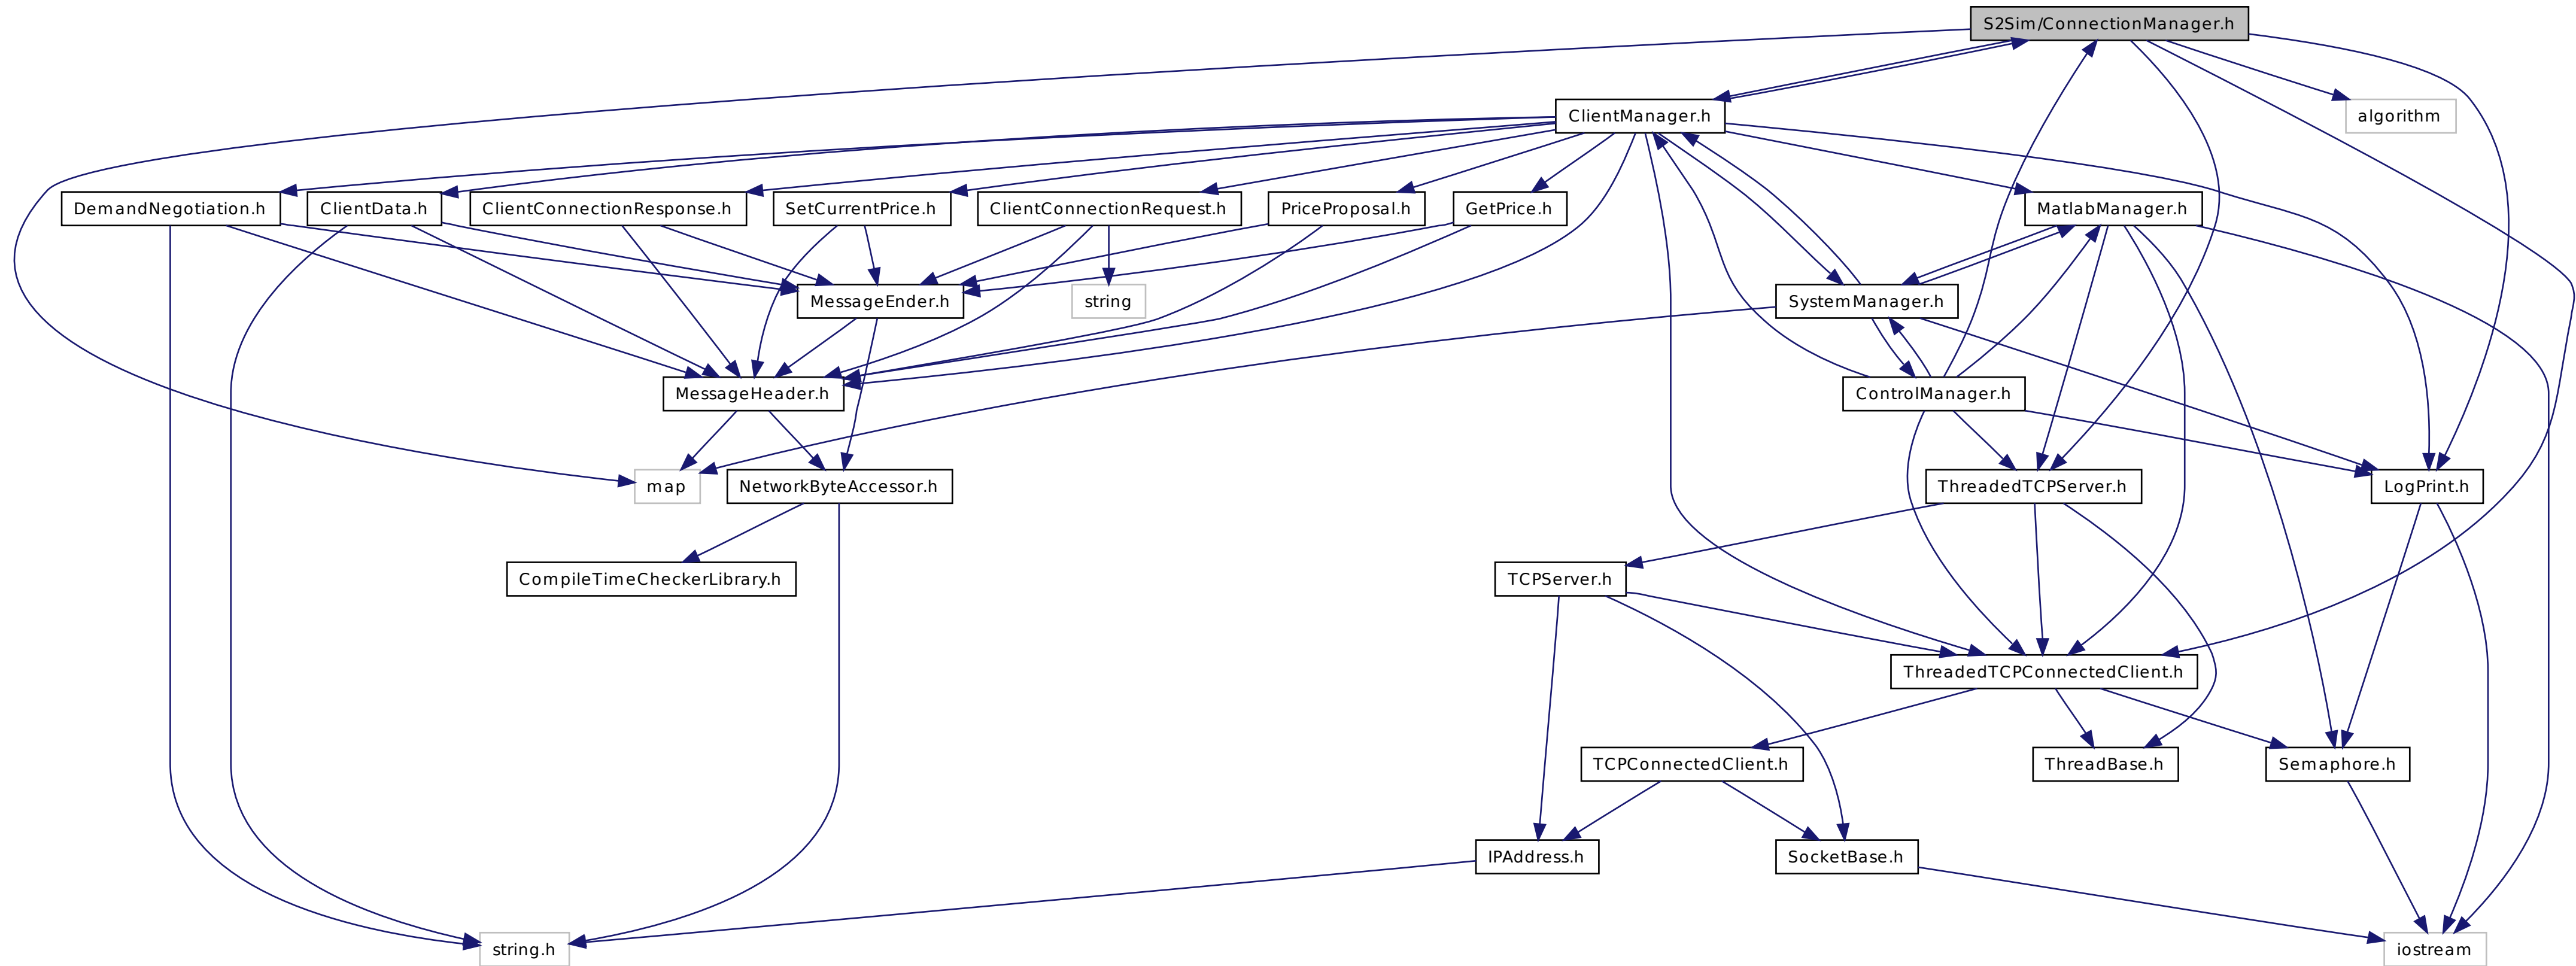 S2Sim/ConnectionManager.h
ClientManager.h
algorithm
DemandNegotiation.h
ClientData.h
ClientConnectionResponse.h
SetCurrentPrice.h
ClientConnectionRequest.h
PriceProposal.h
GetPrice.h
MatlabManager.h
MessageEnder.h
string
SystemManager.h
MessageHeader.h
ControlManager.h
map
NetworkByteAccessor.h
ThreadedTCPServer.h
LogPrint.h
CompileTimeCheckerLibrary.h
TCPServer.h
ThreadedTCPConnectedClient.h
TCPConnectedClient.h
ThreadBase.h
Semaphore.h
IPAddress.h
SocketBase.h
string.h
iostream